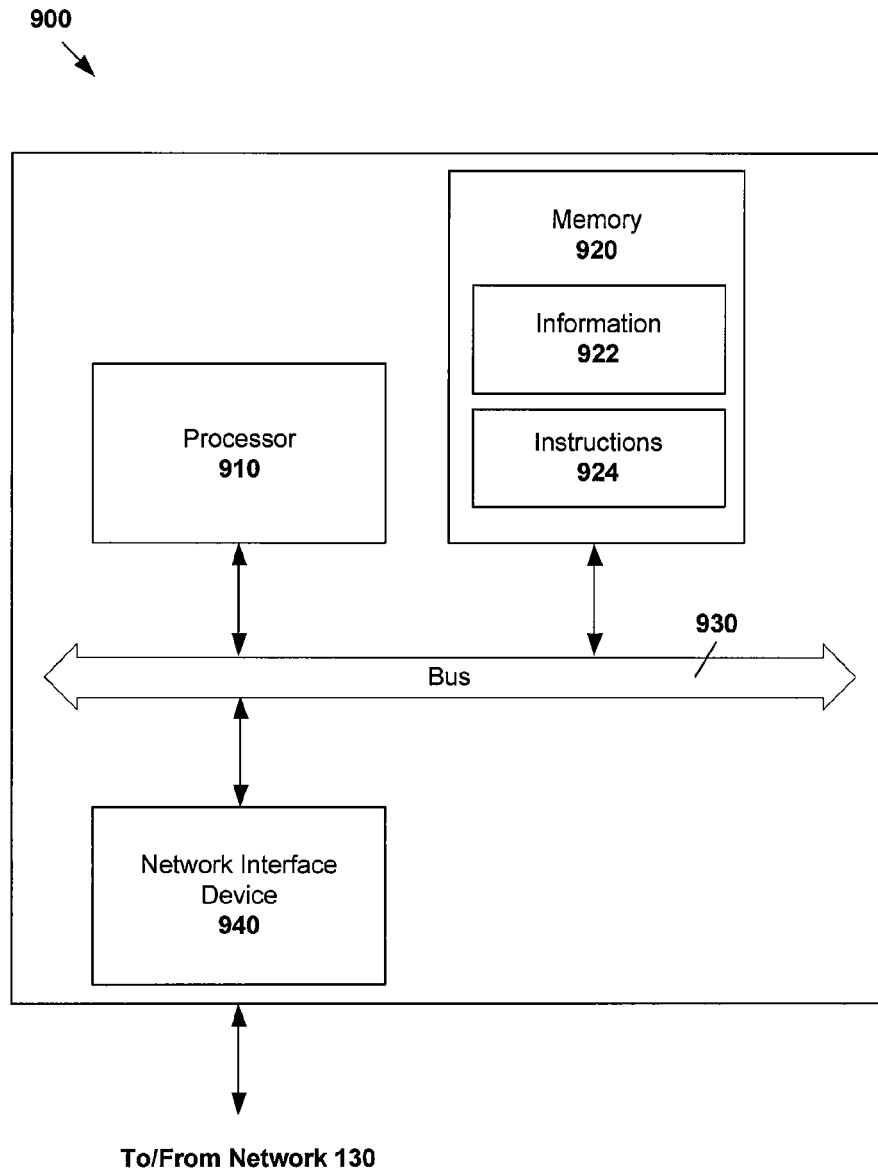 900
Memory
920
Information
922
Processor
910
Instructions
924
930
Bus
Network Interface
Device
940
To/From Network 130